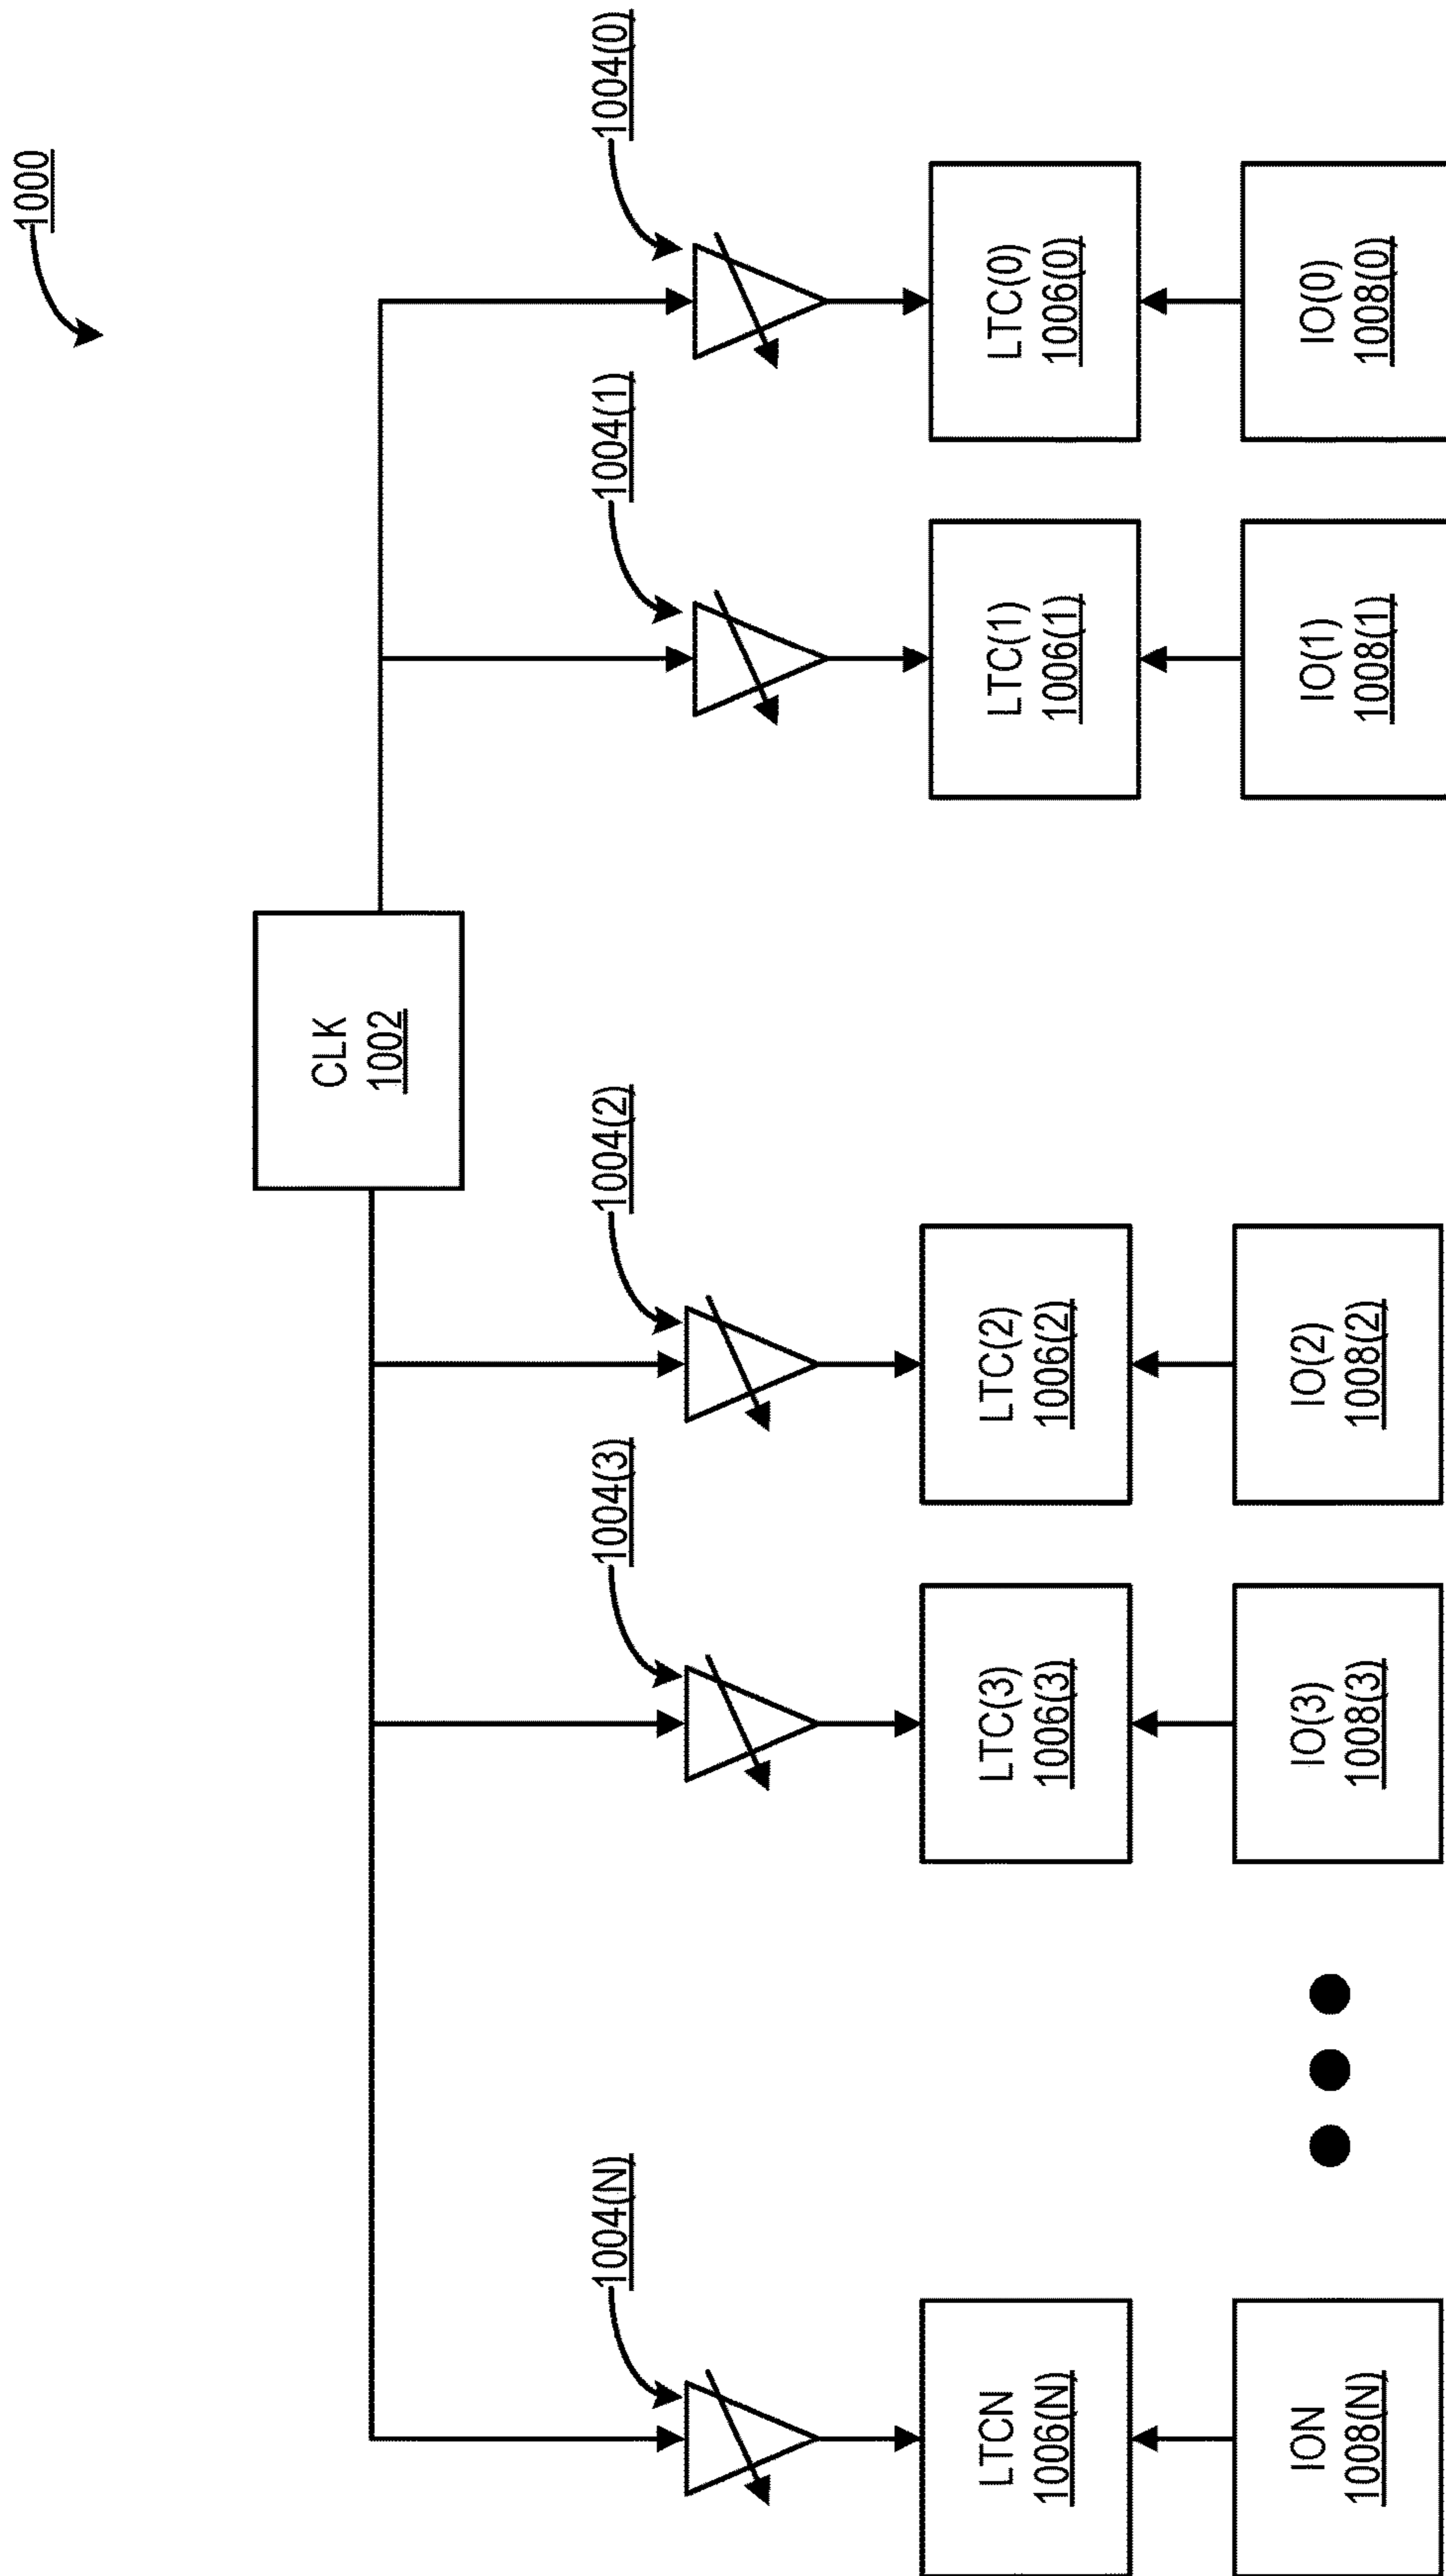 1000
CLK
1002
1004(N)
1004(3)
1004(2)
1004(1)
1004(0)
LTCN
1006(N)
LTC(3)
1006(3)
LTC(2)
1006(2)
LTC(1)
1006(1)
LTC(0)
1006(0)
ION
1008(N)
IO(3)
1008(3)
IO(2)
1008(2)
IO(1)
1008(1)
IO(0)
1008(0)